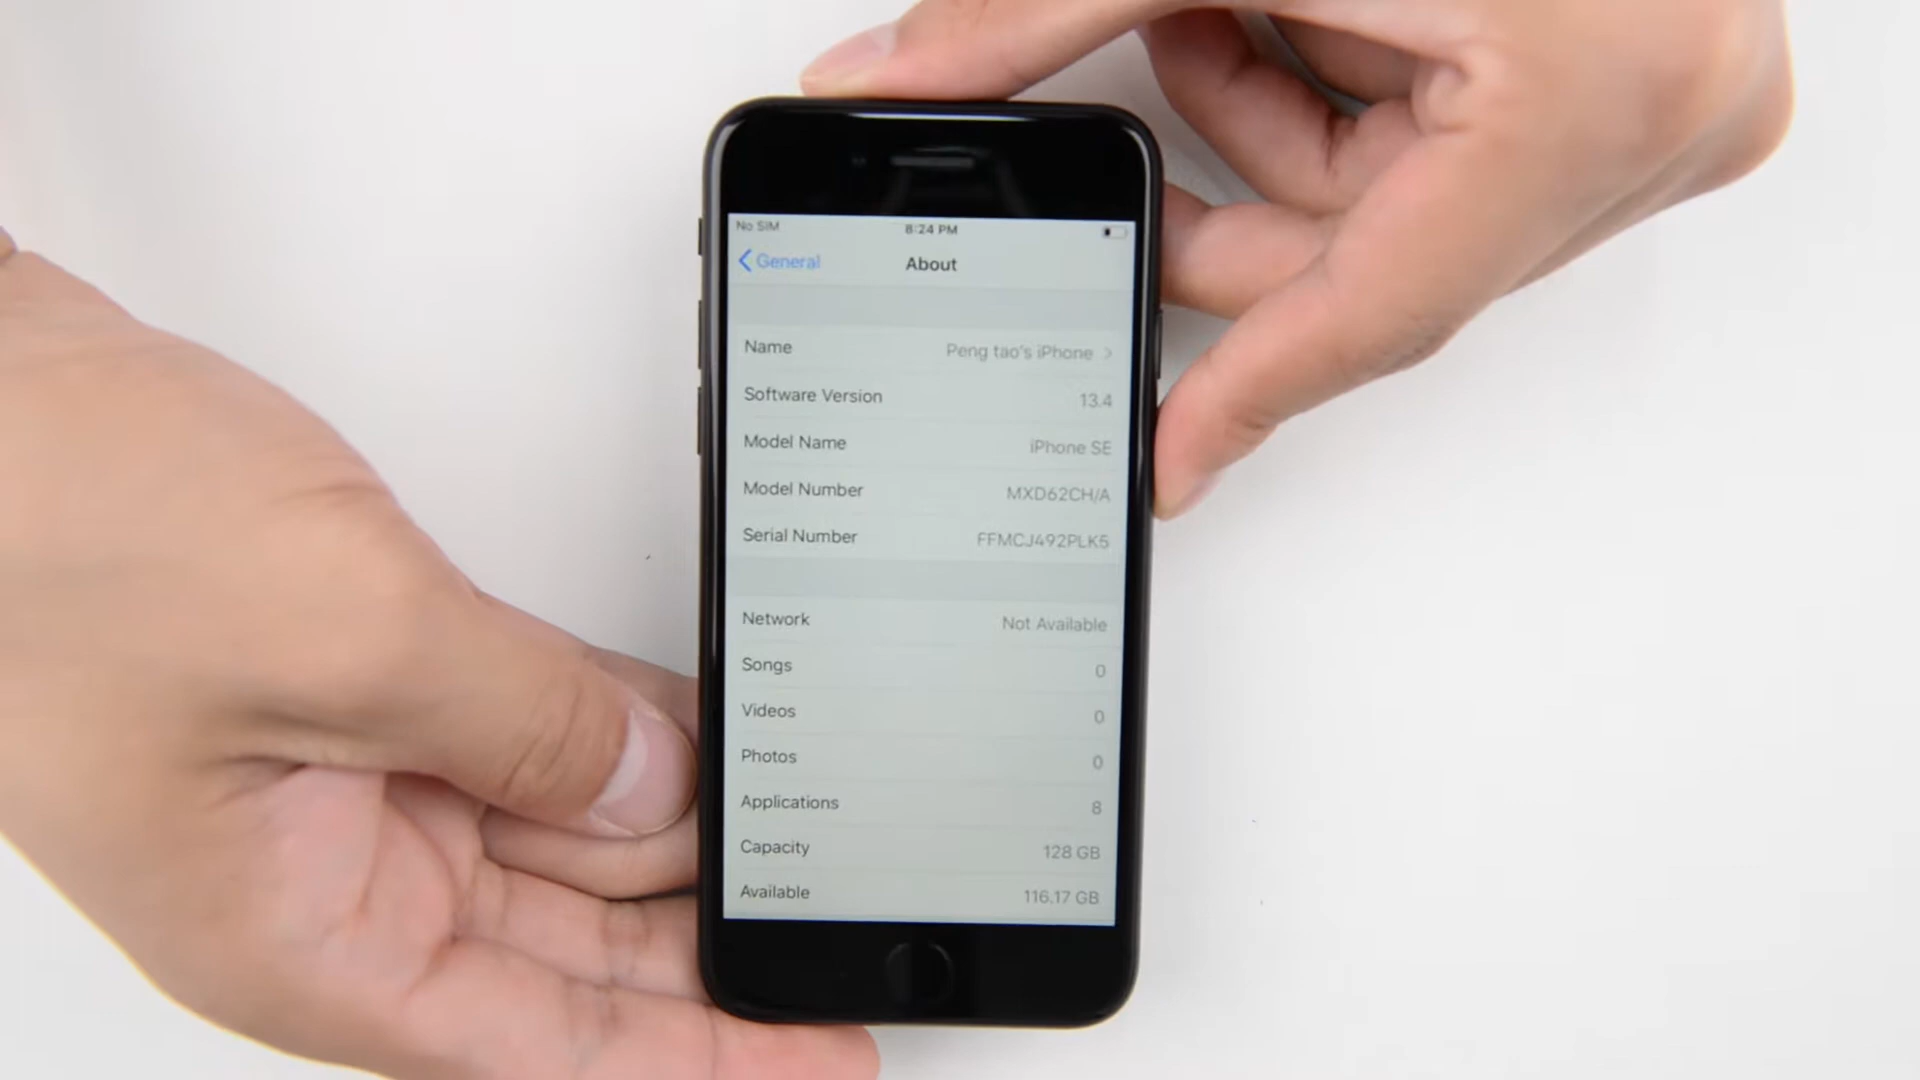 No SIM 8:24 PM
General About
Name Peng tao's iPhone
Software Version 13.4
Model Name iPhone SE
Model Number MXD62CH/A
Serial Number FFMCJ492PLK5
Network Not Available
Songs 0
Videos 0
Photos 0
Applications 8
Capacity 128 GB
Available 116.17 GB